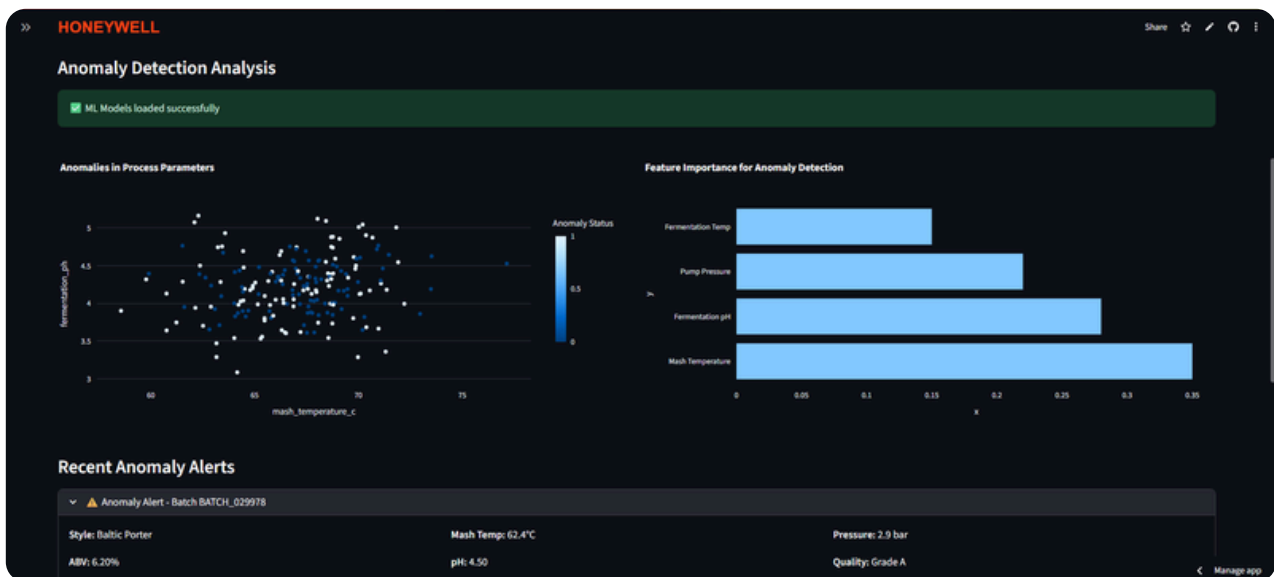 HONEYWELL
Share
Anomaly Detection Analysis
ML Models loaded successfully
Anomalies in Process Parameters
fermentation_ph
5
4.5
4
3.5
3
60 65 70 75
mash_temperature_c
Anomaly Status
1
0.5
0
Feature Importance for Anomaly Detection
y
Fermentation Temp
Pump Pressure
Fermentation pH
Mash Temperature
0 0.05 0.1 0.15 0.2 0.25 0.3 0.35
x
Recent Anomaly Alerts
Anomaly Alert - Batch BATCH_029978
Style: Baltic Porter Mash Temp: 62.4°C Pressure: 2.9 bar
ABV: 6.20% pH: 4.50 Quality: Grade A
Manage app